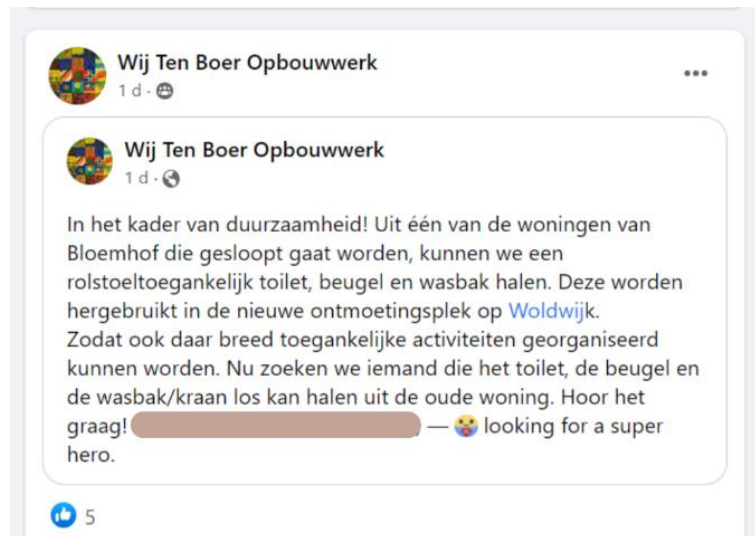 Wij Ten Boer Opbouwwerk
1 d ·
Wij Ten Boer Opbouwwerk
1 d ·
In het kader van duurzaamheid! Uit één van de woningen van
Bloemhof die gesloopt gaat worden, kunnen we een
rolstoeltoegankelijk toilet, beugel en wasbak halen. Deze worden
hergebruikt in de nieuwe ontmoetingsplek op Woldwijk.
Zodat ook daar breed toegankelijke activiteiten georganiseerd
kunnen worden. Nu zoeken we iemand die het toilet, de beugel en
de wasbak/kraan los kan halen uit de oude woning. Hoor het
graag! — looking for a super
hero.
5